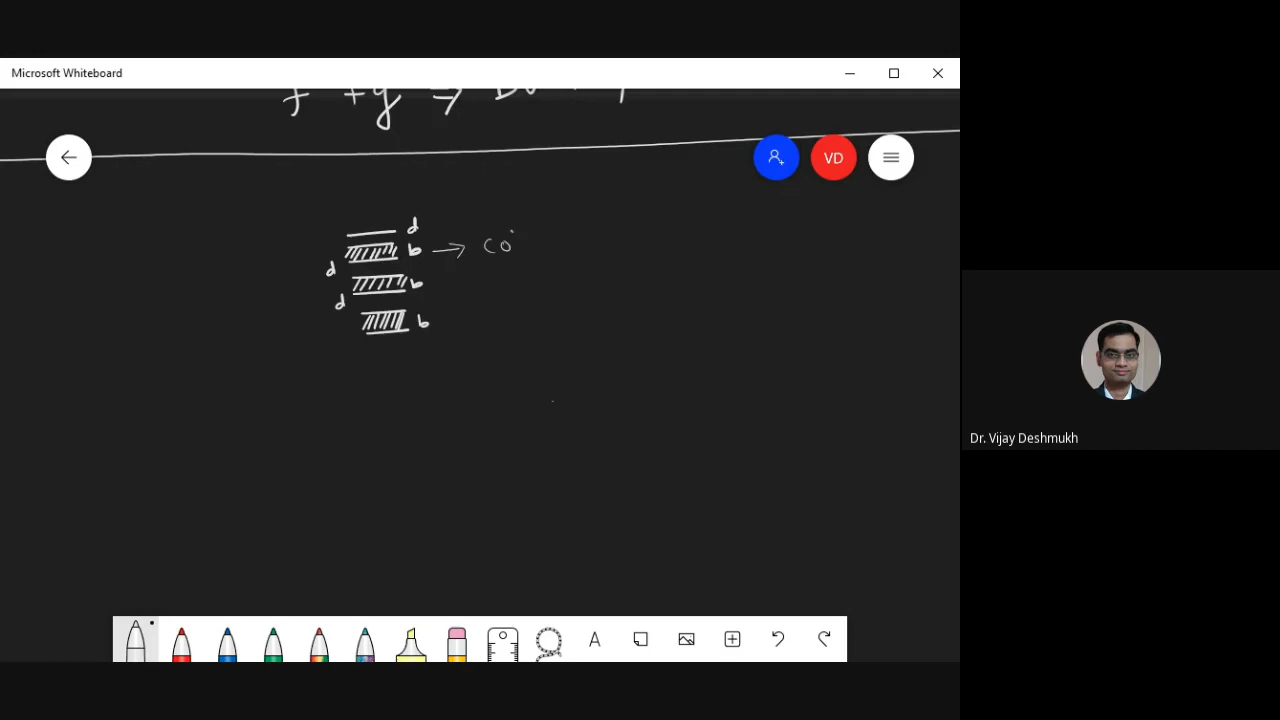 Microsoft Whiteboard
+y ⇒
VD
d
b → co
d
b
d
b
Dr. Vijay Deshmukh
A